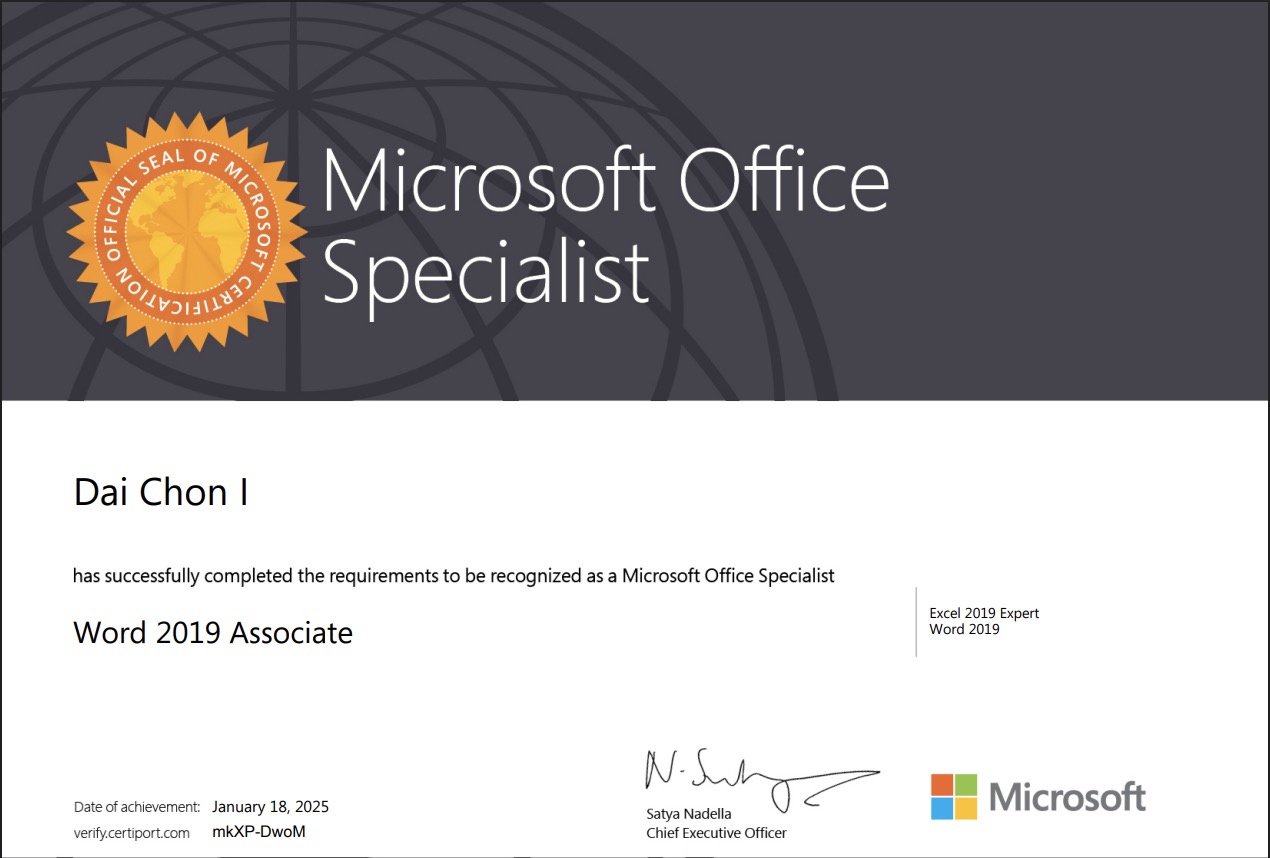 OFFICIAL SEAL OF MICROSOFT CERTIFICATION
Microsoft Office
Specialist
Dai Chon I
has successfully completed the requirements to be recognized as a Microsoft Office Specialist
Word 2019 Associate
Excel 2019 Expert
Word 2019
Date of achievement: January 18, 2025
verify.certiport.com mkXP-DwoM
Satya Nadella
Chief Executive Officer
Microsoft